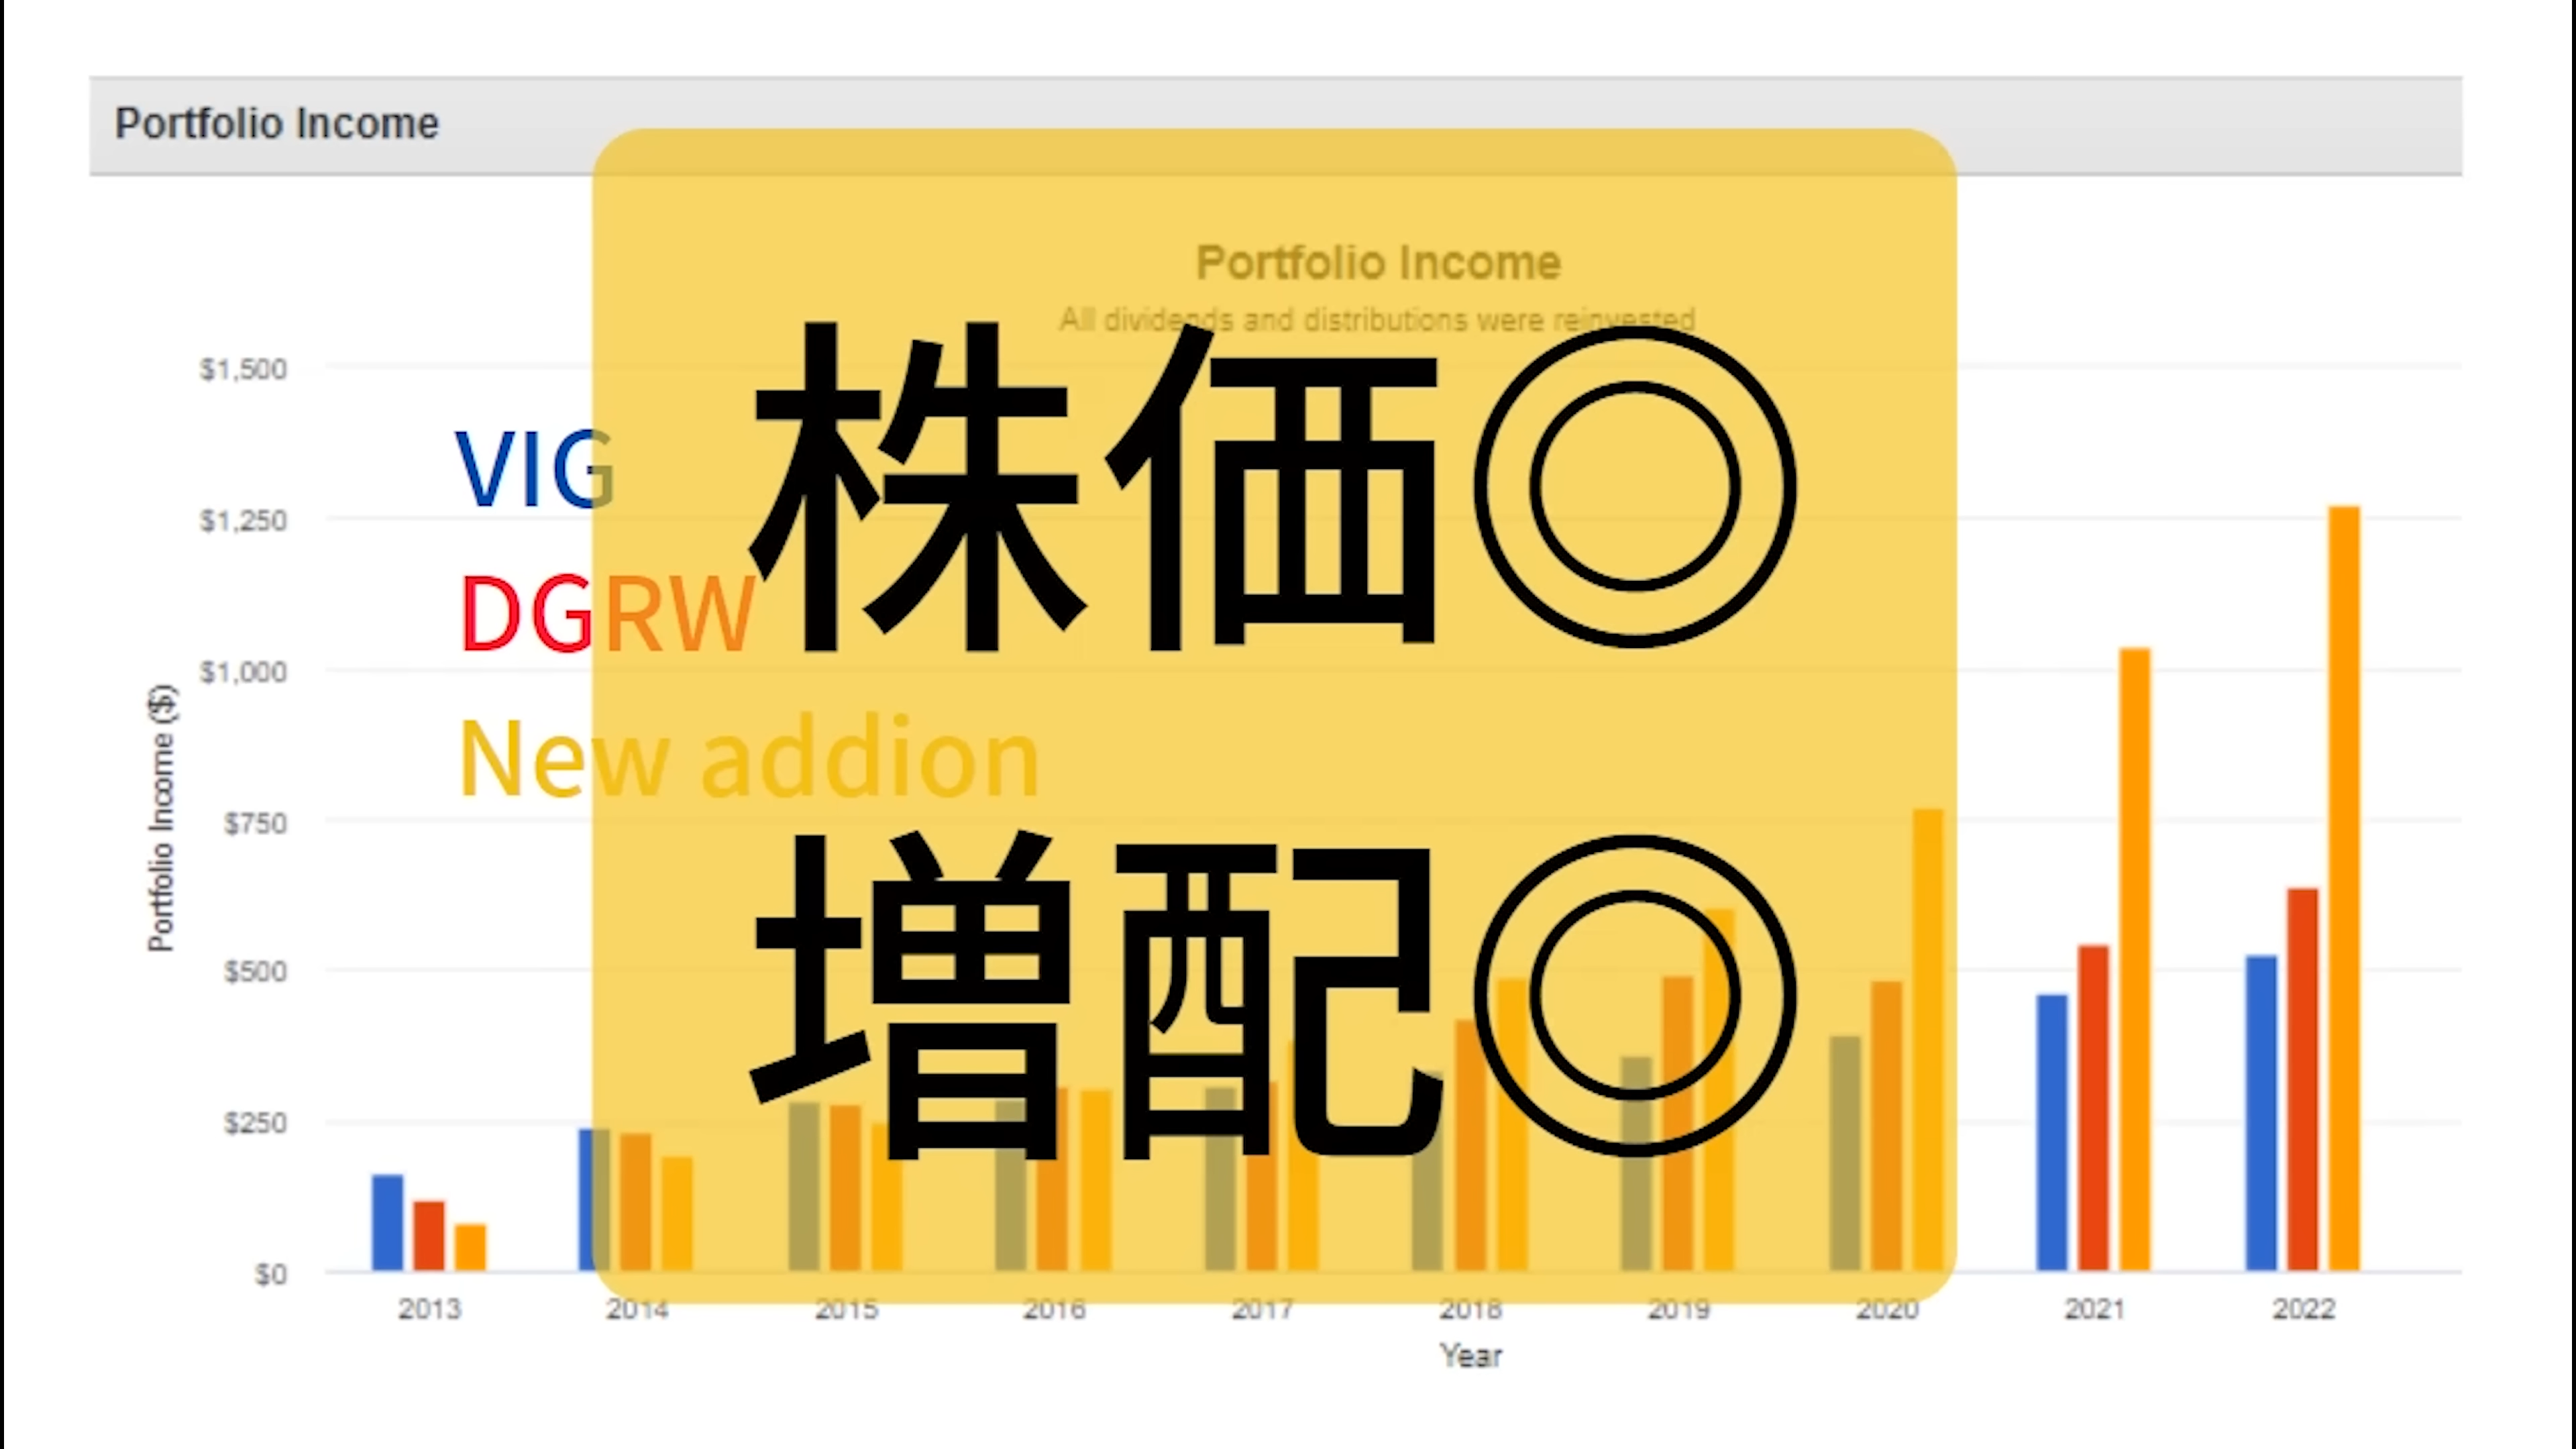 Portfolio Income
Portfolio Income
All dividends and distributions were reinvested
株価◎
増配◎
VIG
DGRW
New addion
Portfolio Income ($)
$1,500
$1,250
$1,000
$750
$500
$250
$0
2013 2014 2015 2016 2017 2018 2019 2020 2021 2022
Year